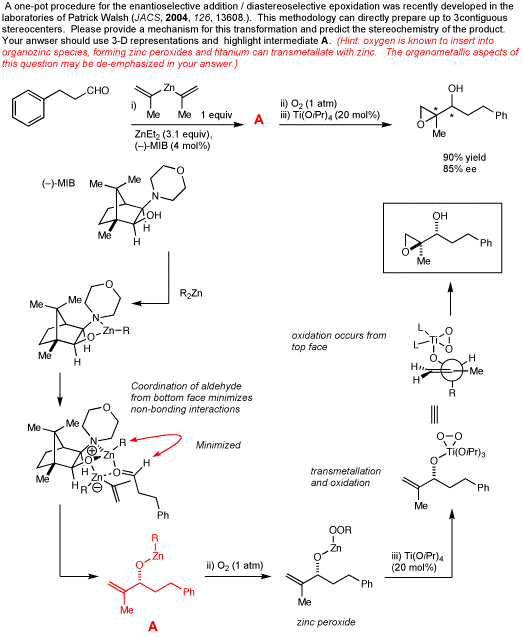 A one-pot procedure for the enantioselective addition / diastereoselective epoxidation was recently developed in the
laboratories of Patrick Walsh (JACS, 2004, 126, 13608.). This methodology can directly prepare up to 3contiguous
stereocenters. Please provide a mechanism for this transformation and predict the stereochemistry of the product.
Your anwser should use 3-D representations and highlight intermediate A. (Hint: oxygen is known to insert into
organozinc species, forming zinc peroxides and titanium can transmetallate with zinc. The organometallic aspects of
this question may be de-emphasized in your answer.)
CHO
Zn
i)
1 equiv
ZnEt2 (3.1 equiv),
(–)-MIB (4 mol%)
A
ii) O2 (1 atm)
iii) Ti(OiPr)4 (20 mol%)
OH
*
*
Ph
O
Me
90% yield
85% ee
(–)-MIB
Me
Me
O
N
OH
H
Me
R2Zn
OH
Ph
O
Me
Me
Me
O
N
Zn
R
O
H
Me
oxidation occurs from
top face
L
L
Ti
O
O
O
H
H
H
Me
R
Coordination of aldehyde
from bottom face minimizes
non-bonding interactions
Me
Me
O
N
R
Zn
H
O
O
H
Me
R
Zn
Ph
Minimized
transmetallation
and oxidation
O
O
O
Ti(OiPr)3
Ph
Me
R
Zn
O
Ph
Me
A
ii) O2 (1 atm)
OOR
Zn
O
Ph
Me
zinc peroxide
iii) Ti(OiPr)4
(20 mol%)